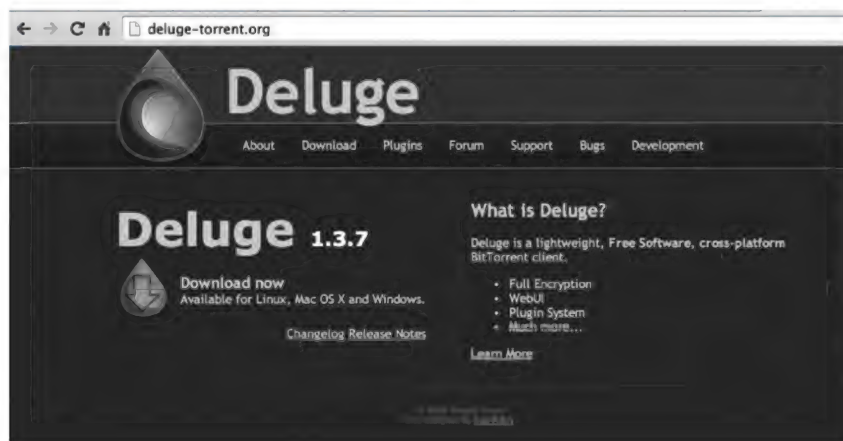 deluge-torrent.org
Deluge
About Download Plugins Forum Support Bugs Development
Deluge 1.3.7
Download now
Available for Linux, Mac OS X and Windows.
Changelog Release Notes
What is Deluge?
Deluge is a lightweight, Free Software, cross-platform
BitTorrent client.
• Full Encryption
• WebUI
• Plugin System
• Much more...
Learn More